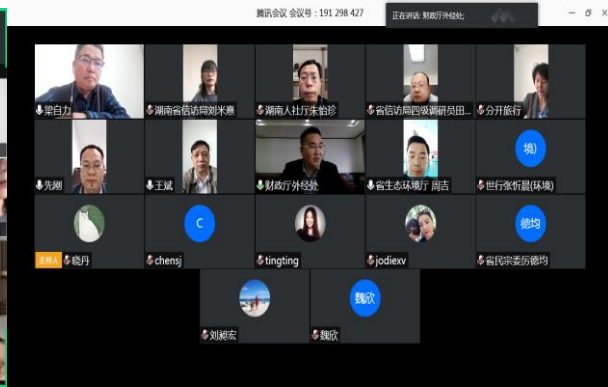 腾讯会议 会议号：191 298 427
正在讲话: 财政厅外经处;
梁自力
湖南省信访局刘米熹
湖南人社厅朱怡珍
省信访局四级调研员田...
分开旅行
先刚
王斌
财政厅外经处
省生态环境厅 周吉
境)
世行张忻晨(环境)
主持人
晓丹
C
chensj
tingting
jodiexv
德均
省民宗委厉德均
刘昶宏
魏欣
魏欣